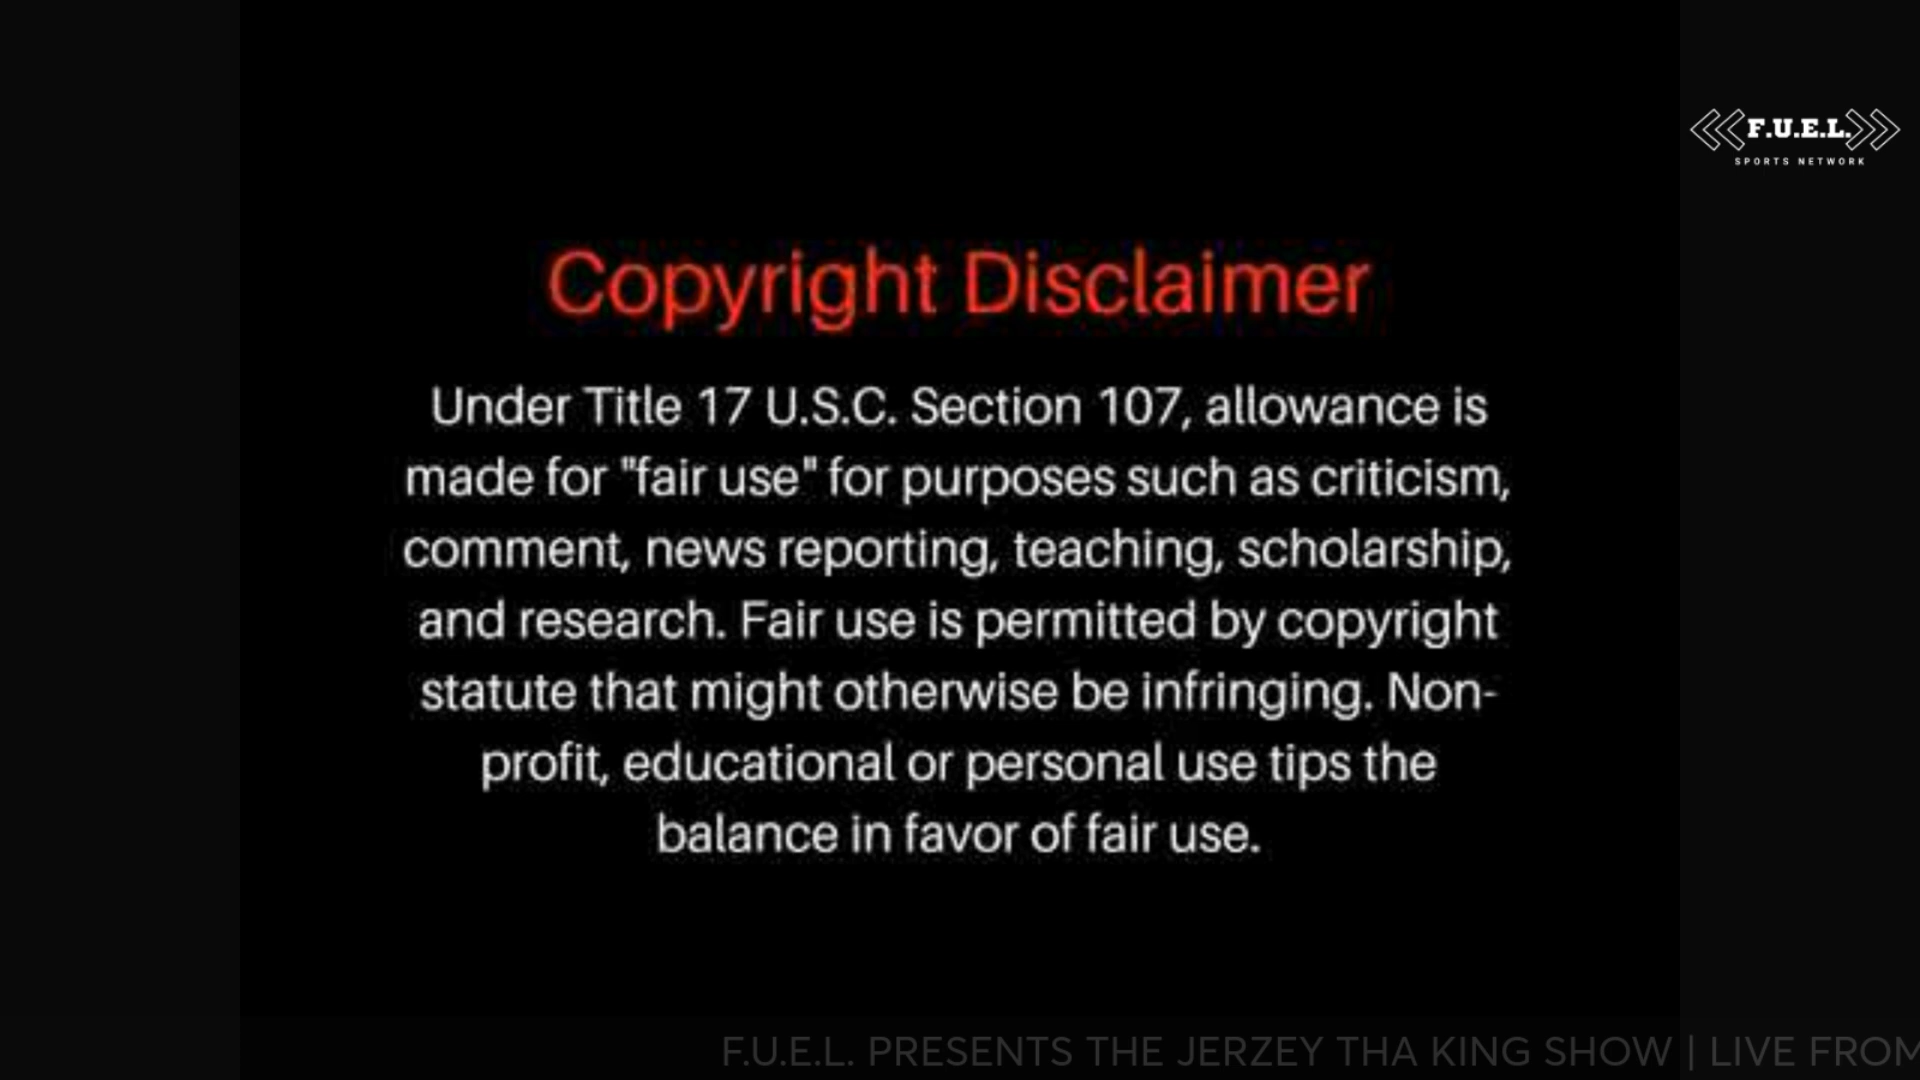 F.U.E.L.
SPORTS NETWORK
Copyright Disclaimer
Under Title 17 U.S.C. Section 107, allowance is
made for "fair use" for purposes such as criticism,
comment, news reporting, teaching, scholarship,
and research. Fair use is permitted by copyright
statute that might otherwise be infringing. Non-
profit, educational or personal use tips the
balance in favor of fair use.
F.U.E.L. PRESENTS THE JERZEY THA KING SHOW | LIVE FROM